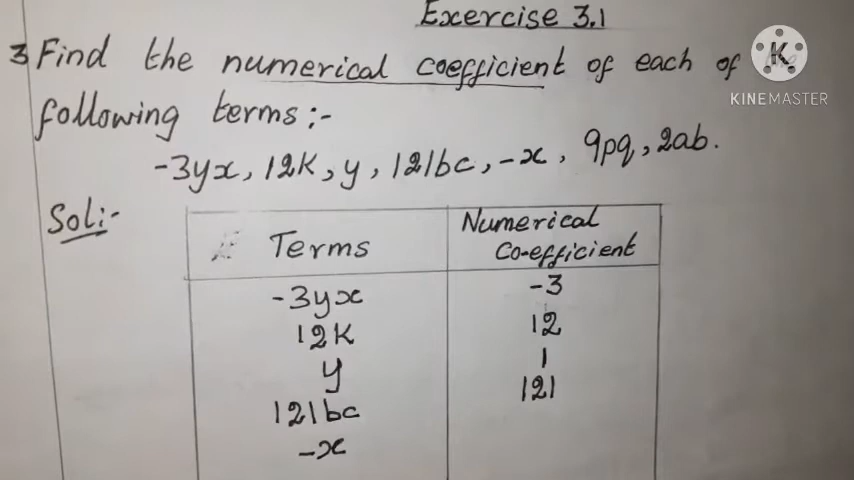 Exercise 3.1
3 Find the numerical coefficient of each of the
K
KINEMASTER
following terms:-
-3yx, 12K, y, 121bc, -x, 9pq, 2ab.
Sol:-
Terms
Numerical
Co-efficient
-3yx -3
12K 12
y 1
121bc 121
-x